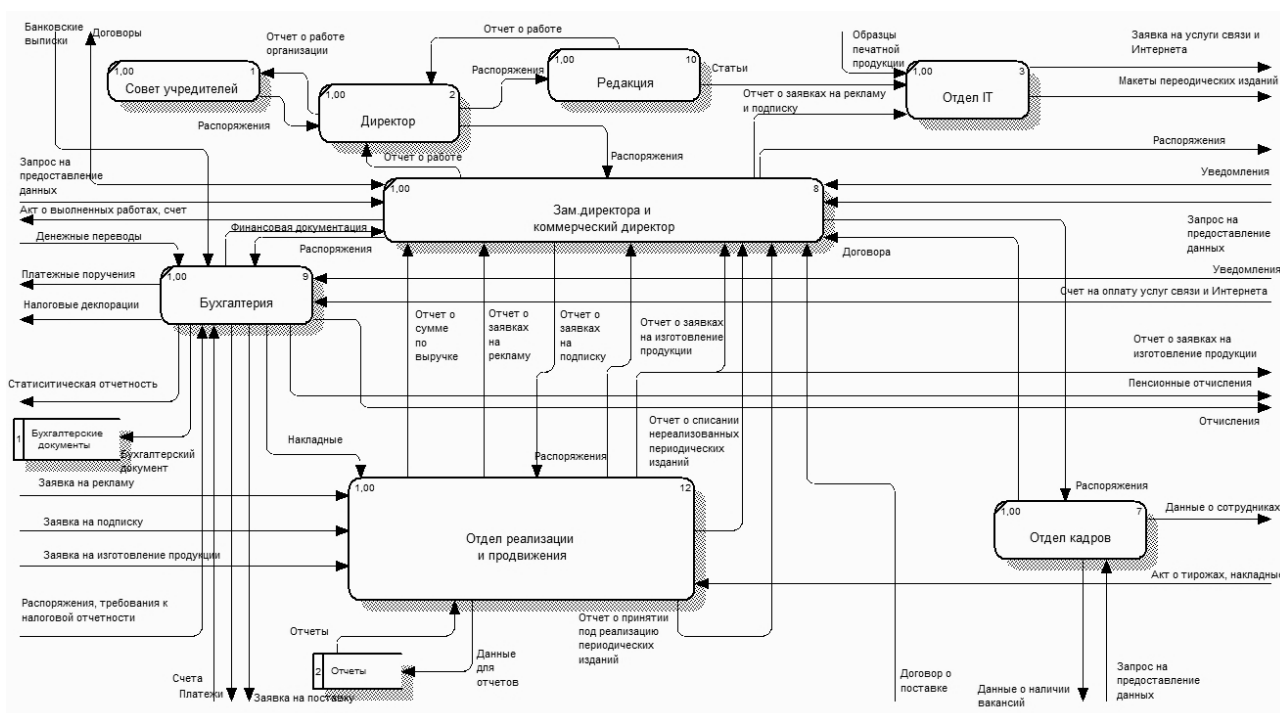 Банковские
выписки
Договоры
Отчет о работе
организации
Отчет о работе
Образцы
печатной
продукции
Заявка на услуги связи и
Интернета
1,00 1
Совет учредителей
1,00 2
Директор
Распоряжения
1,00 10
Редакция
Статьи
1,00 3
Отдел IT
Макеты переодических изданий
Отчет о заявках на рекламу
и подписку
Распоряжения
Отчет о работе
Распоряжения
Распоряжения
Запрос на
предоставление
данных
Уведомления
1,00 8
Зам.директора и
коммерческий директор
Акт о выолненных работах, счет
Финансовая документация
Запрос на
предоставление
данных
Денежные переводы
Распоряжения
Договора
Платежные поручения
1,00 9
Бухгалтерия
Уведомления
Счет на оплату услуг связи и Интернета
Налоговые декпорации
Отчет о
сумме
по
выручке
Отчет о
заявках
на
рекламу
Отчет о
заявках
на
подписку
Отчет о заявках
на изготовление
продукции
Отчет о заявках на
изготовление продукции
Статиситическая отчетность
Пенсионные отчисления
Отчисления
1
Бухгалтерские
документы
Бухгалтерский
документ
Накладные
Отчет о списании
нереализованных
периодических
изданий
Распоряжения
Заявка на рекламу
1,00 12
Отдел реализации
и продвижения
Распоряжения
Заявка на подписку
1,00 7
Отдел кадров
Данные о сотрудниках
Заявка на изготовление продукции
Акт о тирожах, накладные
Распоряжения, требования к
налоговой отчетности
Отчеты
2 Отчеты
Данные
для
отчетов
Отчет о принятии
под реализацию
периодических
изданий
Счета
Платежи
Заявка на поставку
Договор о
поставке
Данные о наличии
вакансий
Запрос на
предоставление
данных